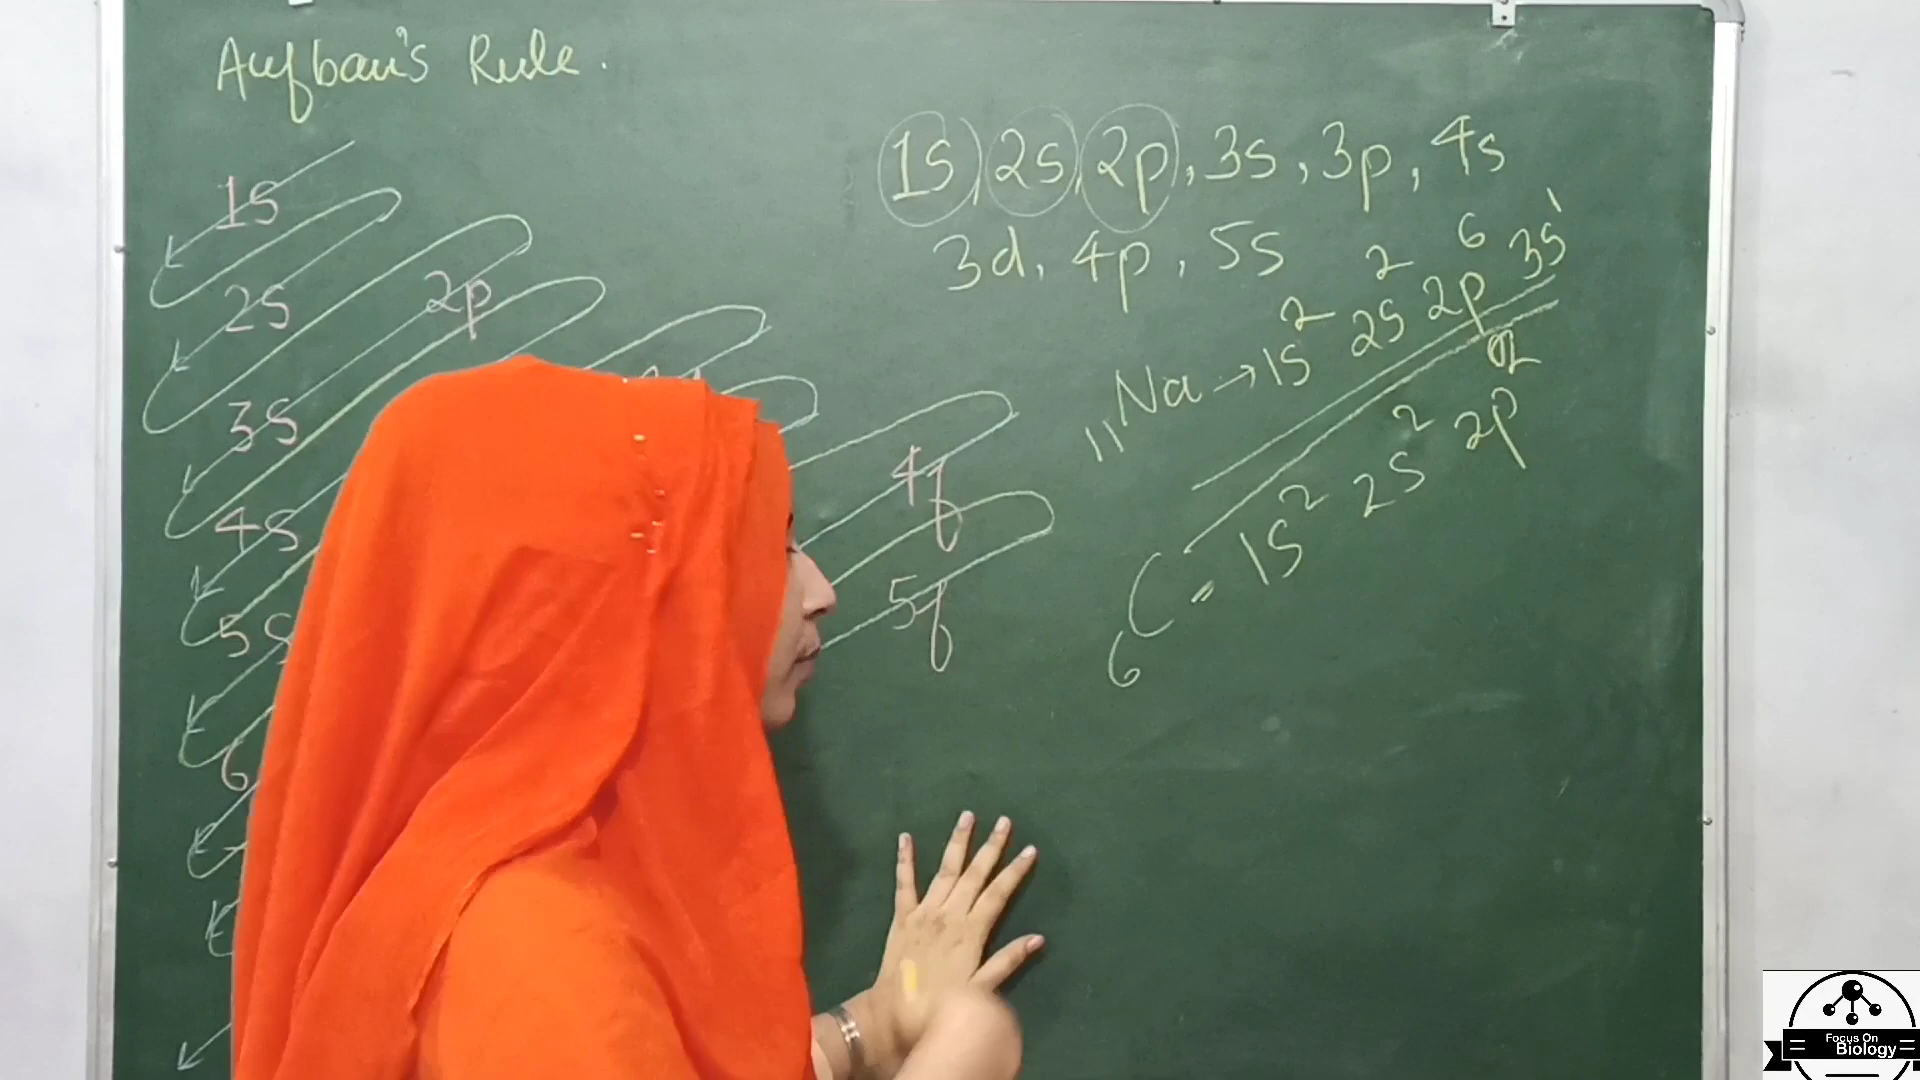 Aufbau's Rule.
1s, 2s, 2p, 3s, 3p, 4s
3d, 4p, 5s
1s
2s 2p
3s
4s 4f
5s 5f
6
11Na → 1s² 2s² 2p⁶ 3s¹
6C = 1s² 2s² 2p²
Focus On
Biology